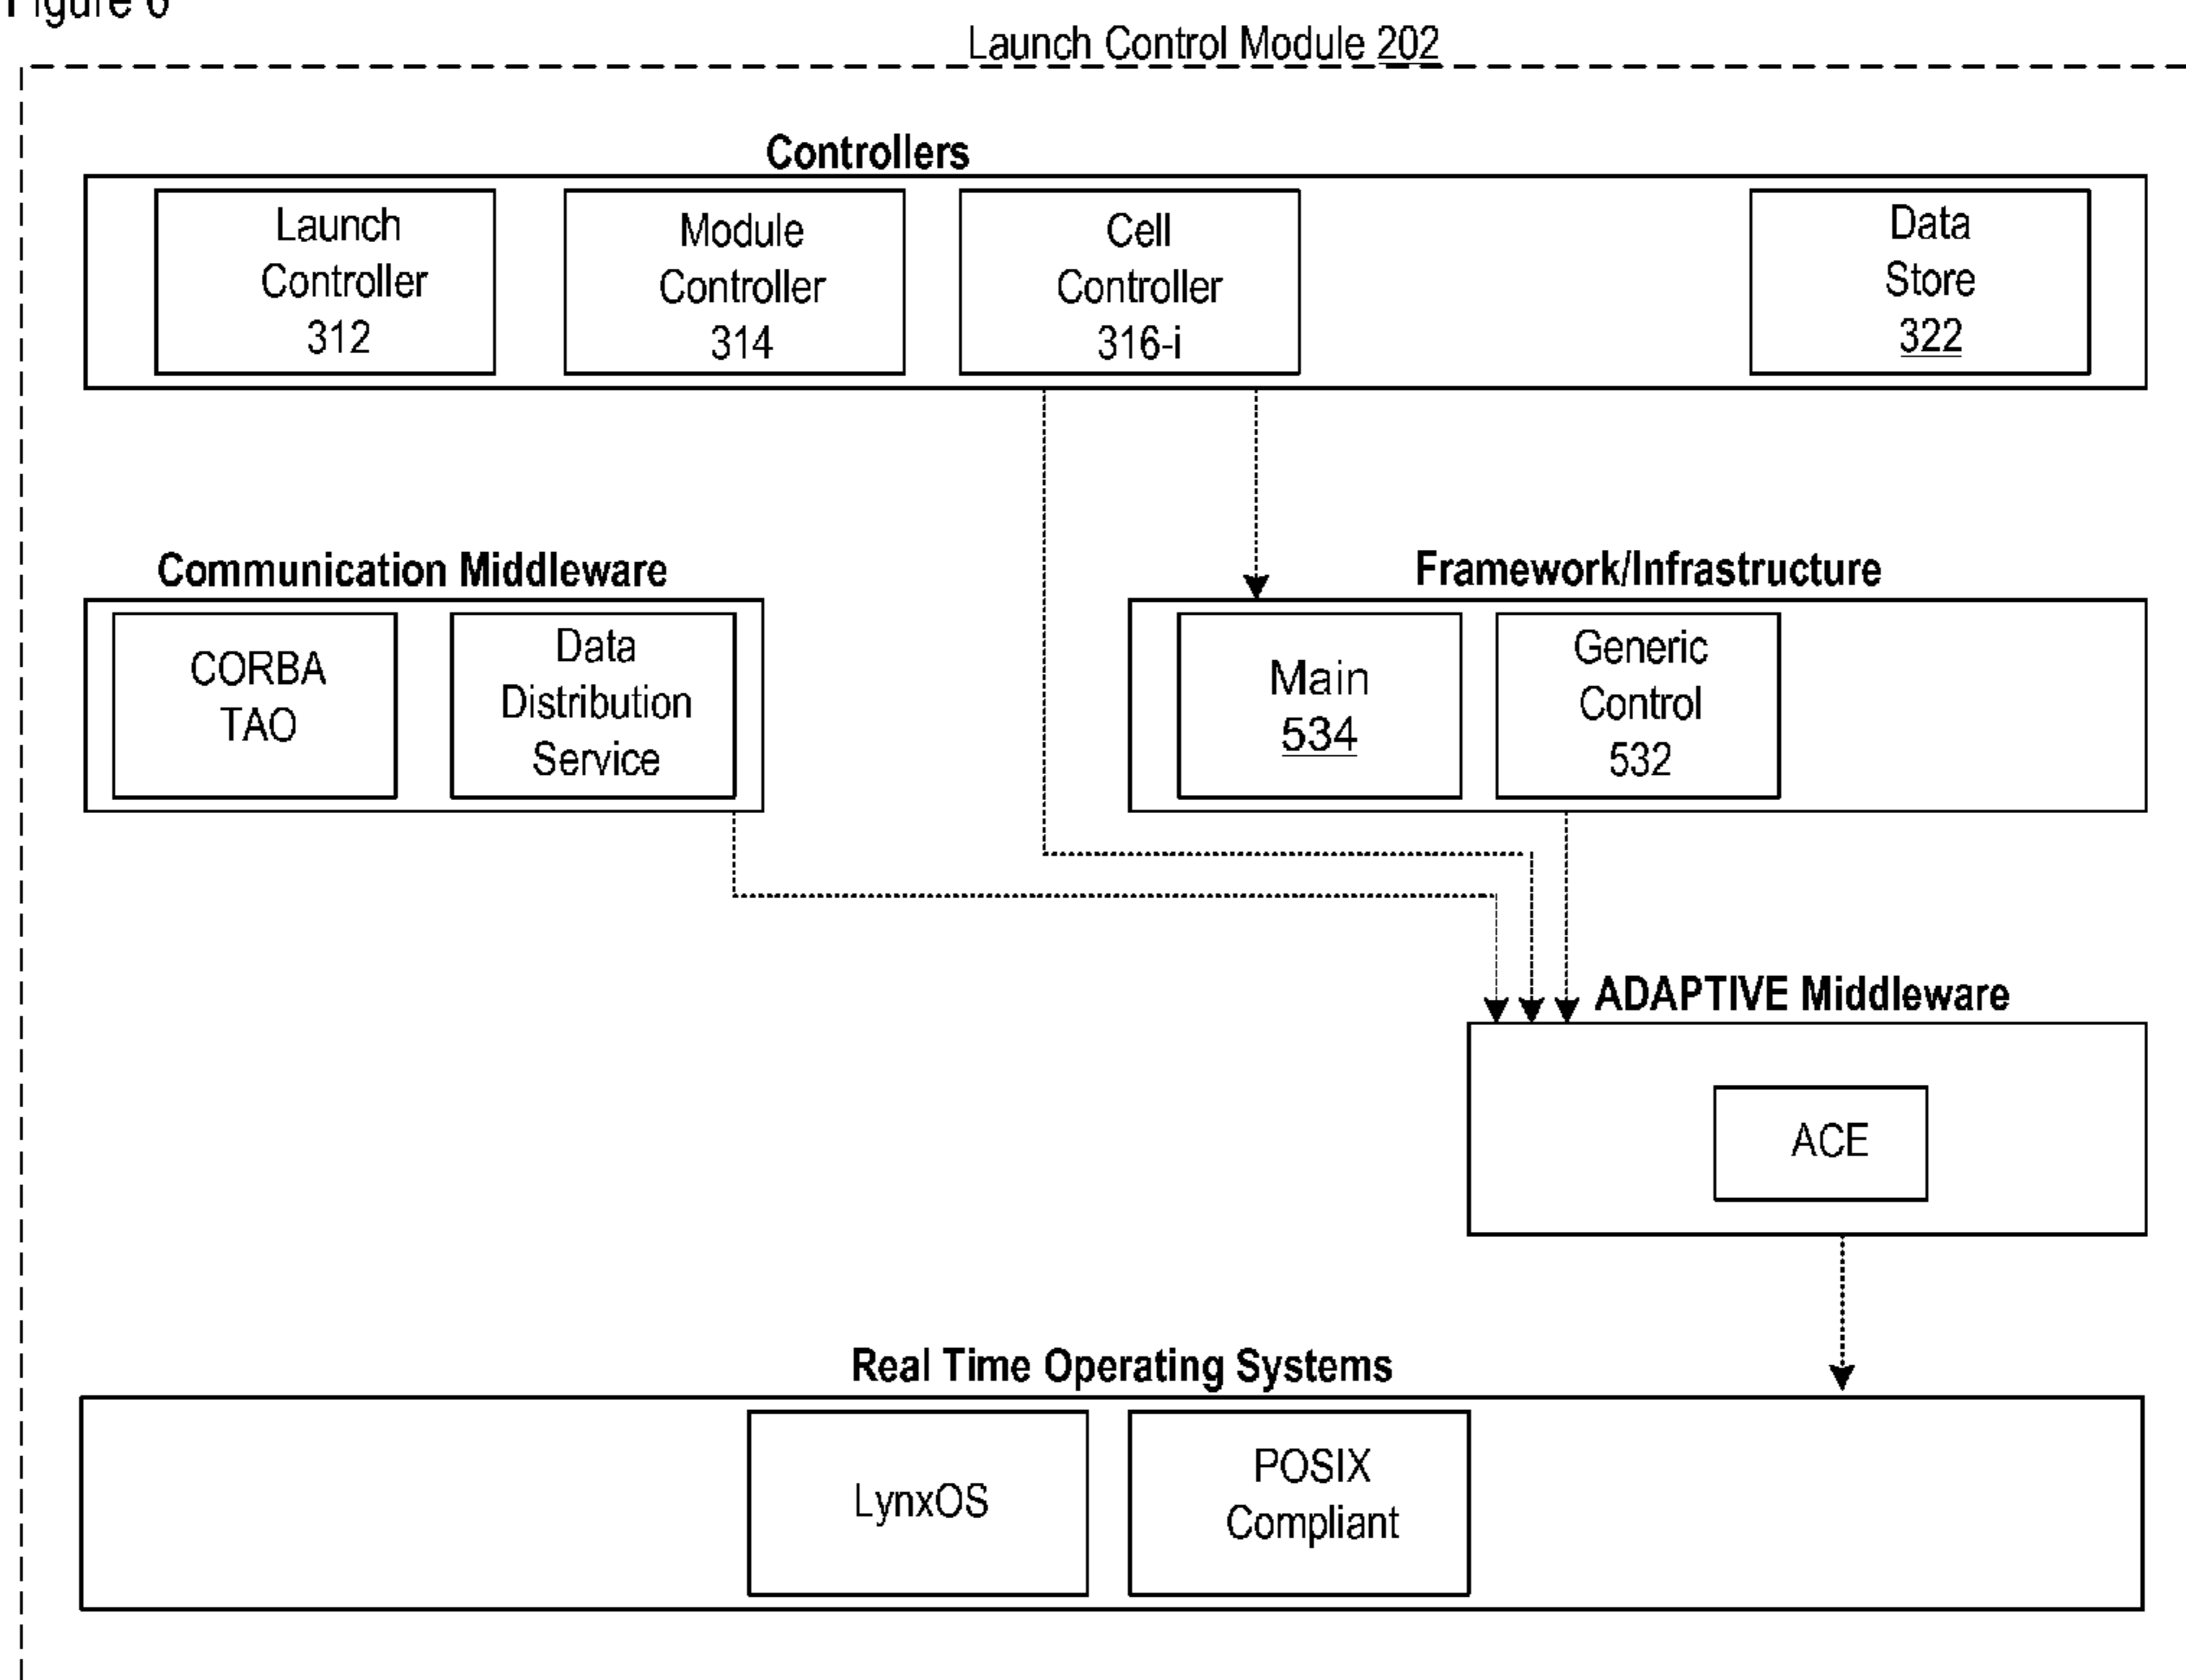 Figure 6
Launch Control Module 202
Controllers
Launch
Controller
312
Module
Controller
314
Cell
Controller
316-i
Data
Store
322
Communication Middleware
CORBA
TAO
Data
Distribution
Service
Framework/Infrastructure
Main
534
Generic
Control
532
ADAPTIVE Middleware
ACE
Real Time Operating Systems
LynxOS
POSIX
Compliant